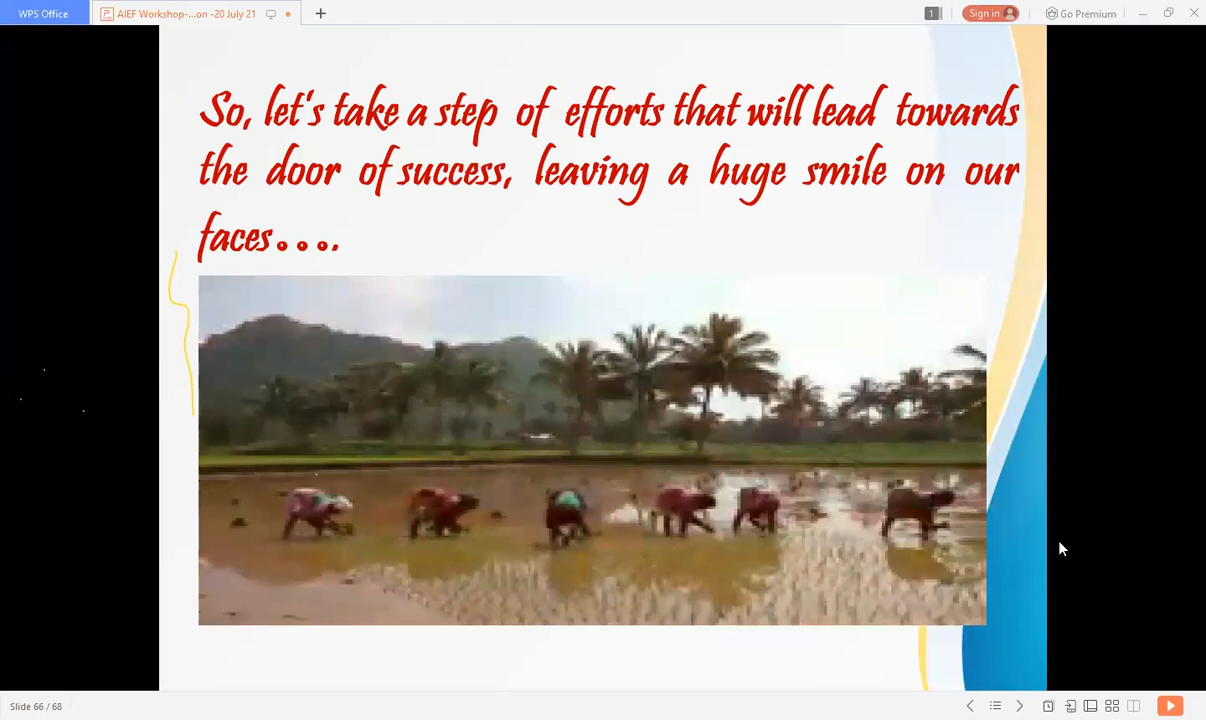 WPS Office
AIEF Workshop-...on -20 July 21
1
Sign in
Go Premium
So, let's take a step of efforts that will lead towards
the door of success, leaving a huge smile on our
faces....
Slide 66 / 68